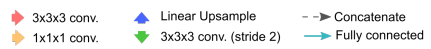 3x3x3 conv.
Linear Upsample
Concatenate
1x1x1 conv.
3x3x3 conv. (stride 2)
Fully connected